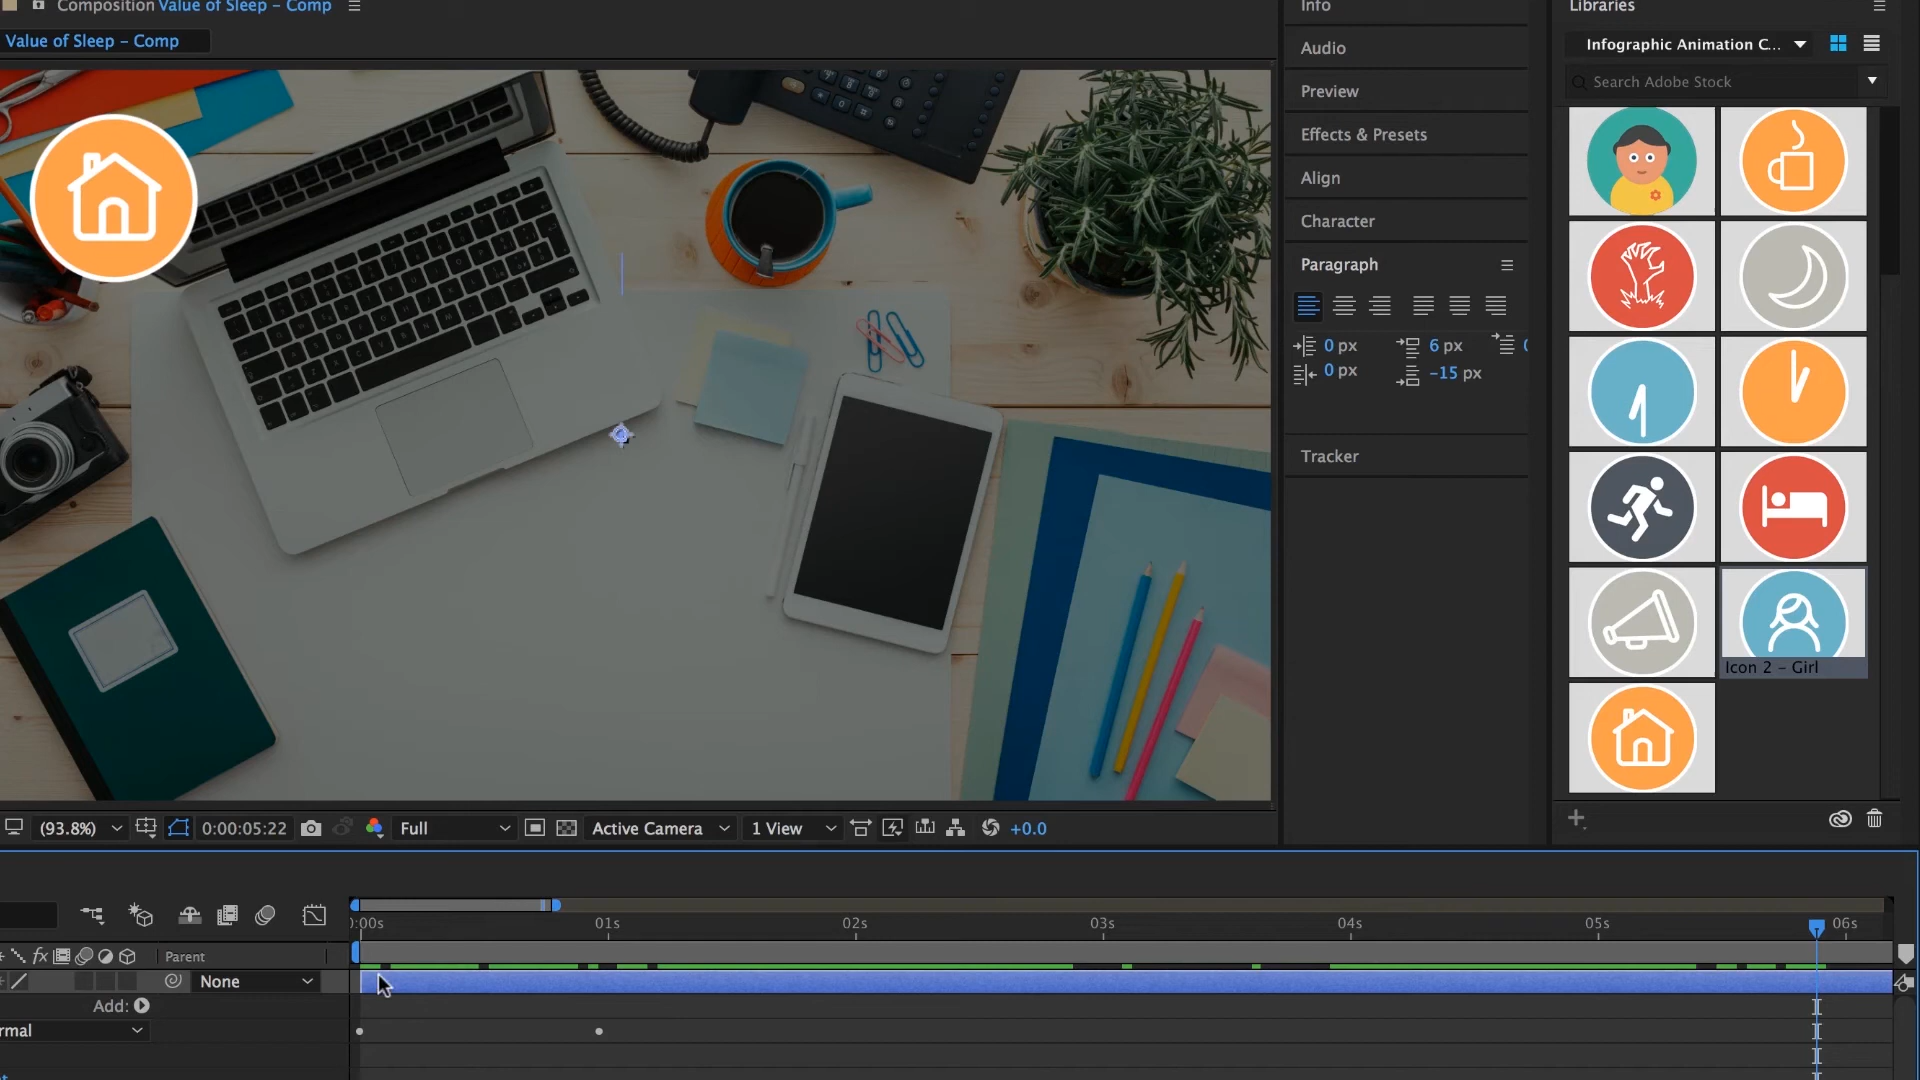 Composition Value of Sleep – Comp
Value of Sleep – Comp
Info
Audio
Preview
Effects & Presets
Align
Character
Paragraph
0 px
6 px
0 px
-15 px
Tracker
Libraries
Infographic Animation C...
Search Adobe Stock
Icon 2 – Girl
(93.8%)
0:00:05:22
Full
Active Camera
1 View
+0.0
0:00s
01s
02s
03s
04s
05s
06s
fx
Parent
None
Add:
rmal